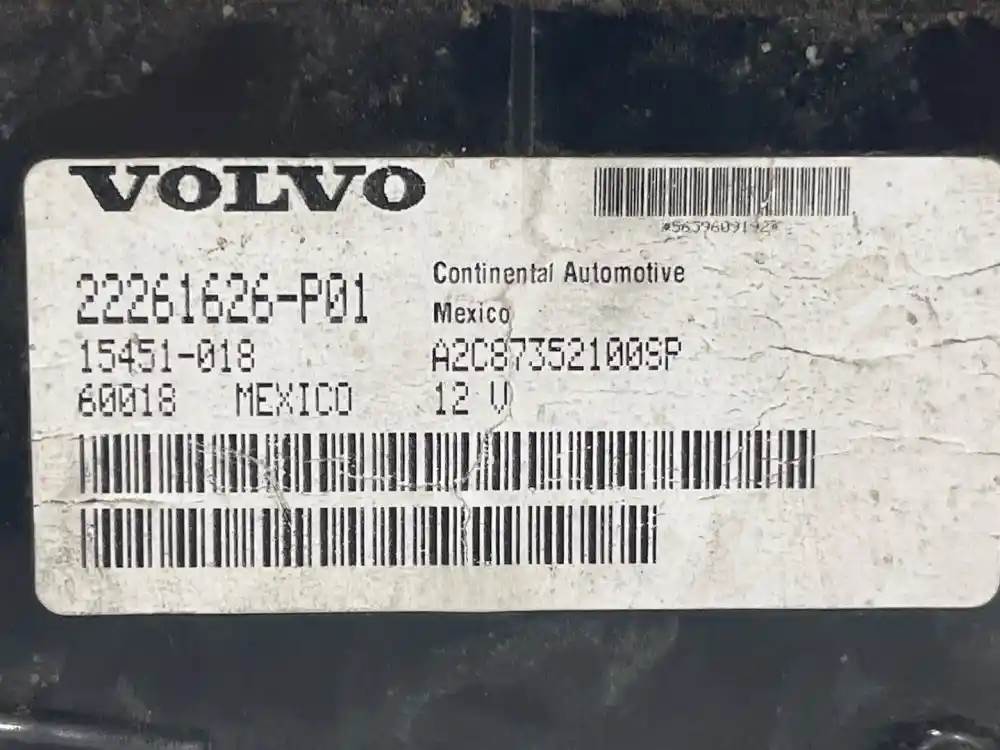 VOLVO
*5639609192*
22261626-P01
Continental Automotive
Mexico
15451-018
A2C87352100SP
60018 MEXICO
12 V